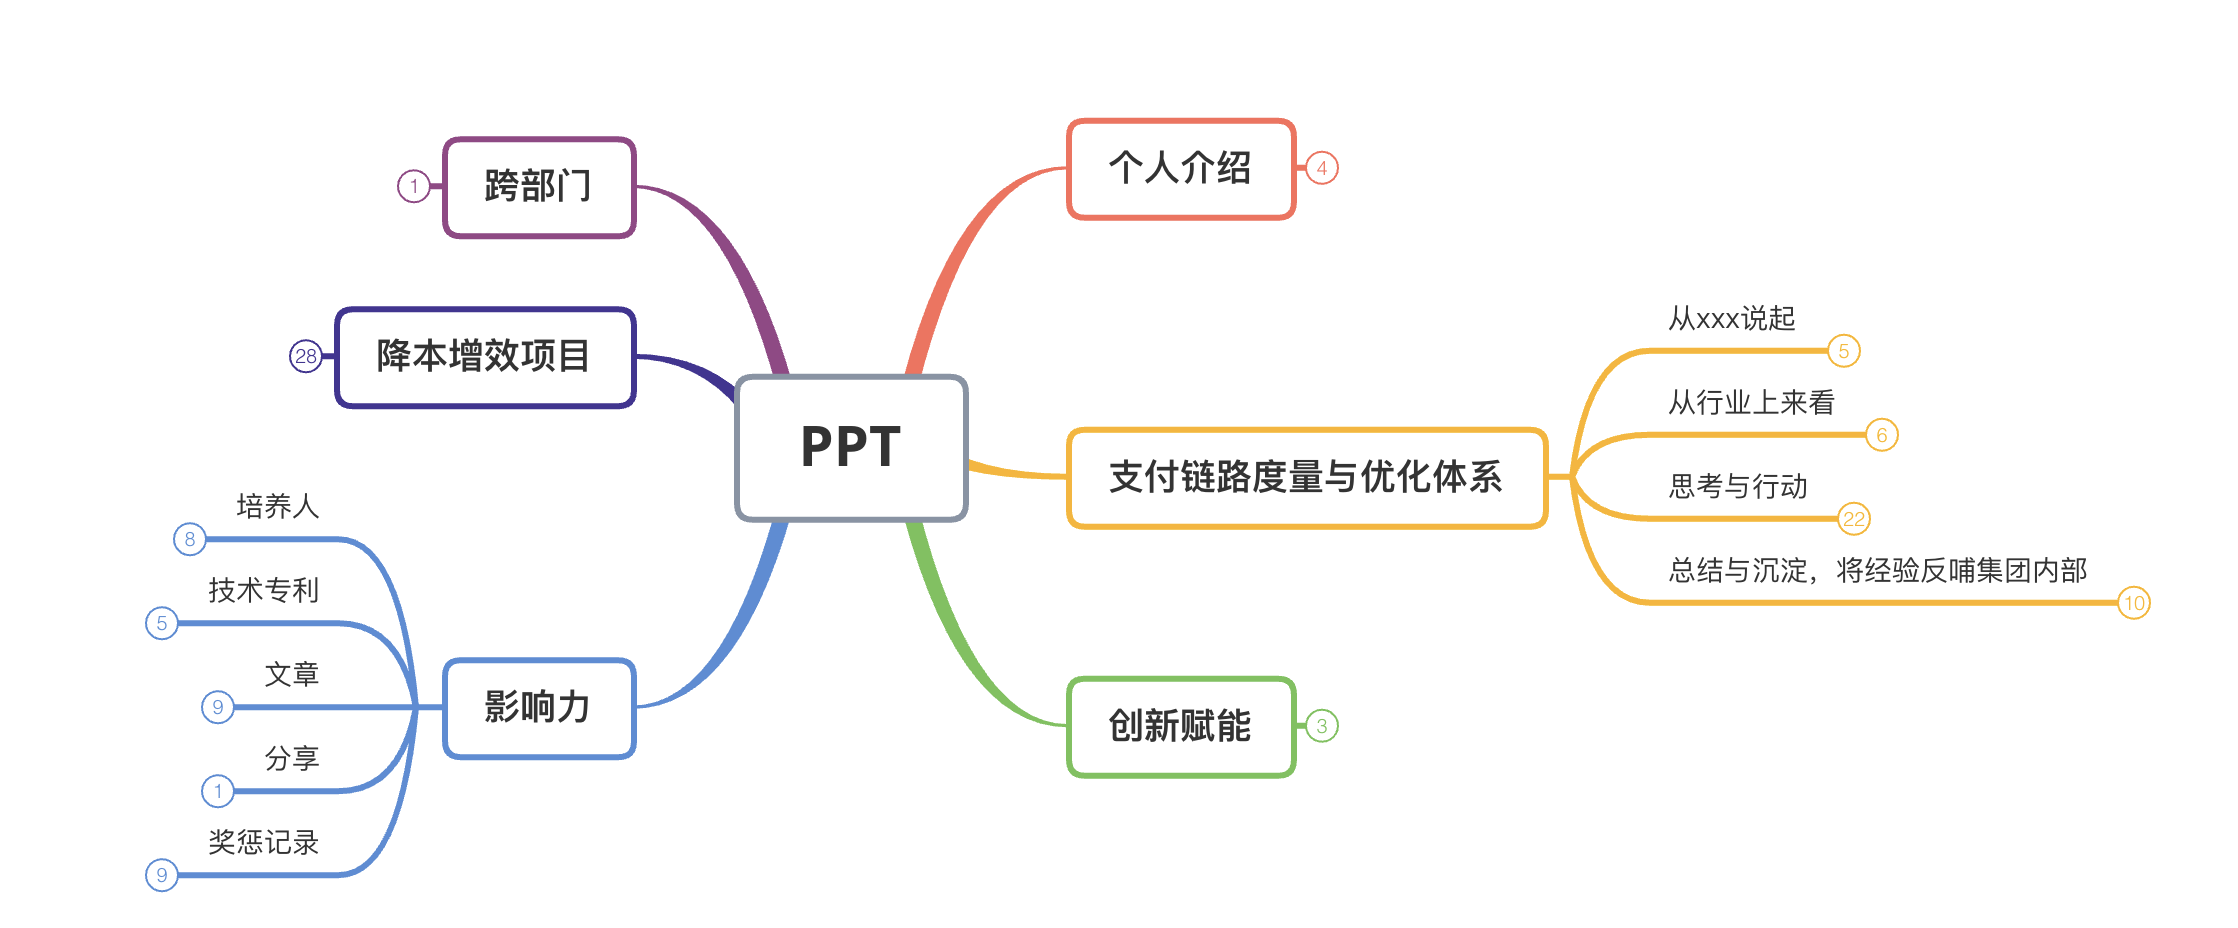 PPT
个人介绍
4
支付链路度量与优化体系
从xxx说起
5
从行业上来看
6
思考与行动
22
总结与沉淀，将经验反哺集团内部
10
创新赋能
3
跨部门
1
降本增效项目
28
影响力
培养人
8
技术专利
5
文章
9
分享
1
奖惩记录
9